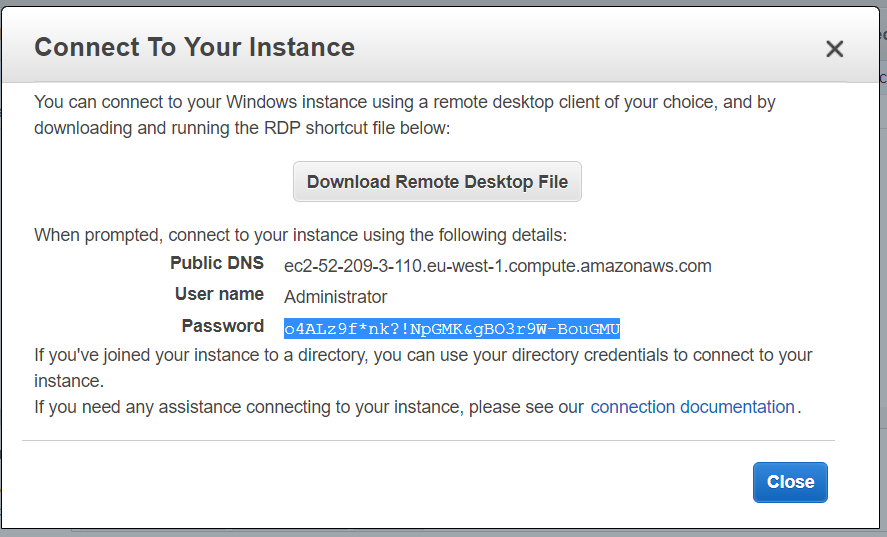 Connect To Your Instance
You can connect to your Windows instance using a remote desktop client of your choice, and by
downloading and running the RDP shortcut file below:
Download Remote Desktop File
When prompted, connect to your instance using the following details:
Public DNS ec2-52-209-3-110.eu-west-1.compute.amazonaws.com
User name Administrator
Password o4ALz9f*nk?!NpGMK&gBO3r9W-BouGMU
If you've joined your instance to a directory, you can use your directory credentials to connect to your
instance.
If you need any assistance connecting to your instance, please see our connection documentation.
Close